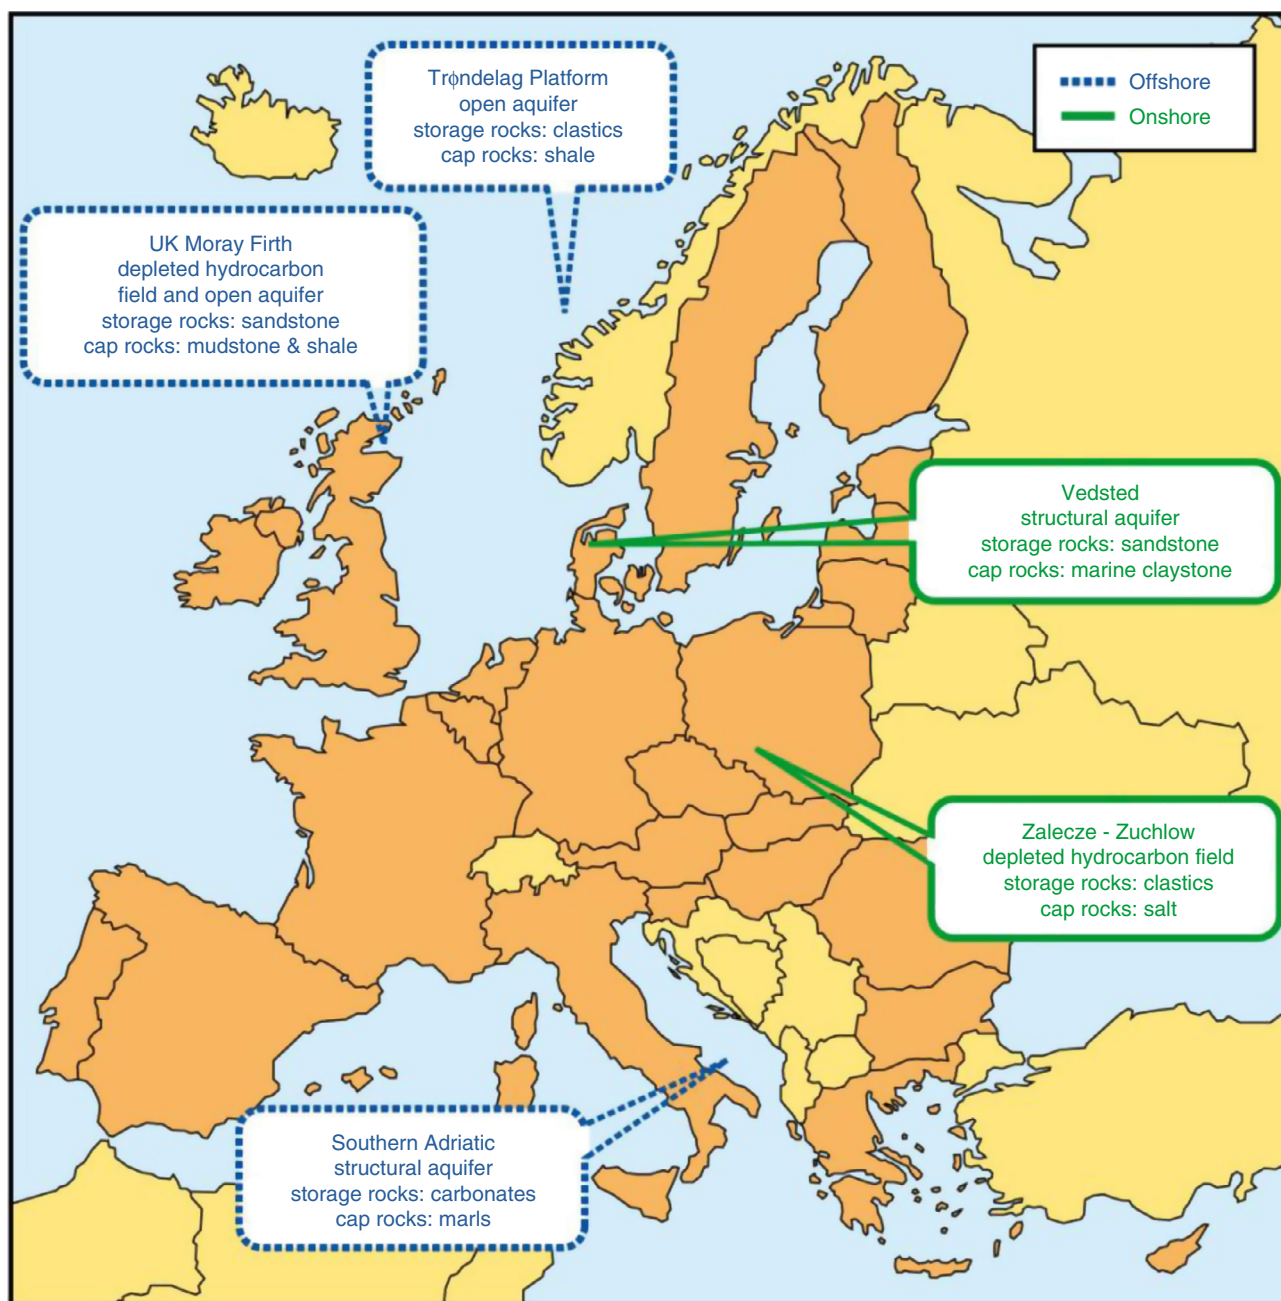 Trϕndelag Platform
open aquifer
storage rocks: clastics
cap rocks: shale
Offshore
Onshore
UK Moray Firth
depleted hydrocarbon
field and open aquifer
storage rocks: sandstone
cap rocks: mudstone & shale
Vedsted
structural aquifer
storage rocks: sandstone
cap rocks: marine claystone
Zalecze - Zuchlow
depleted hydrocarbon field
storage rocks: clastics
cap rocks: salt
Southern Adriatic
structural aquifer
storage rocks: carbonates
cap rocks: marls